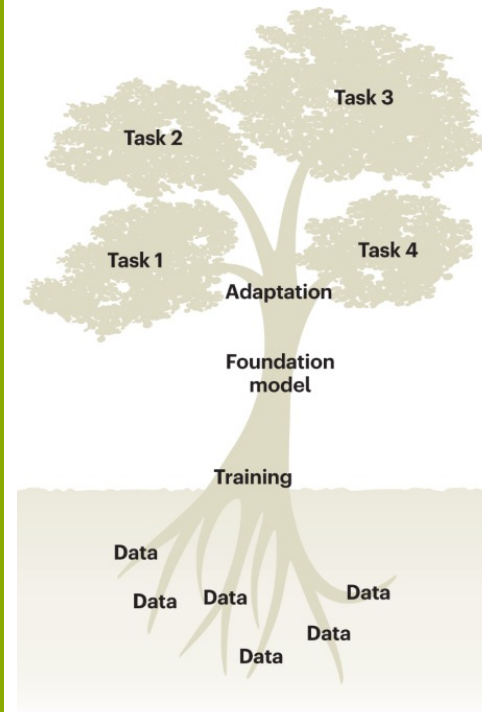 Task 3
Task 2
Task 1
Task 4
Adaptation
Foundation
model
Training
Data
Data
Data
Data
Data
Data